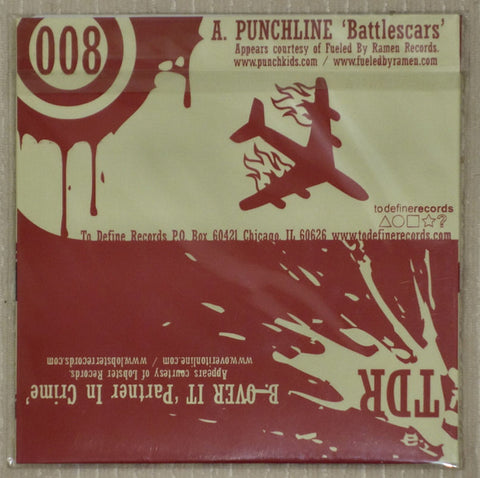 008
A. PUNCHLINE 'Battlescars'
Appears courtesy of Fueled By Ramen Records.
www.punchkids.com / www.fueledbyramen.com
todefinerecords
?
To Define Records P.O. Box 60421 Chicago, IL 60626 www.todefinerecords.com
TDR
B-OVER IT 'Partner In Crime'
Appears courtesy of Lobster Records.
www.overitonline.com / www.lobsterrecords.com